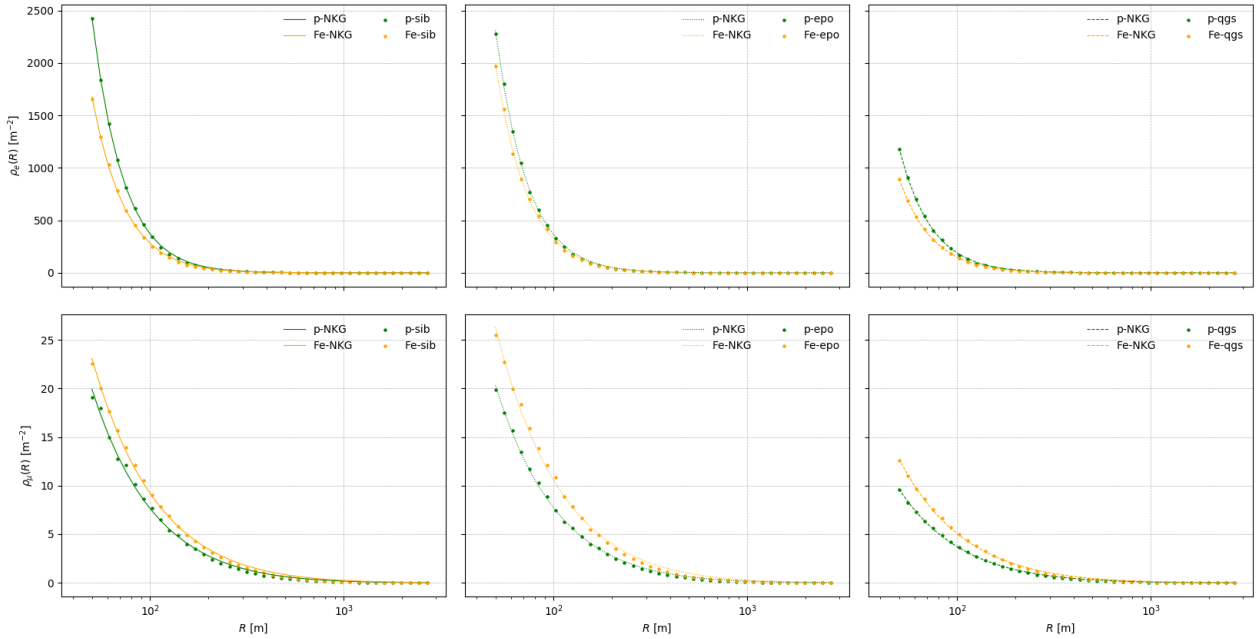 2500
2000
1500
1000
500
0
ρe(R) [m⁻²]
p-NKG p-sib
Fe-NKG Fe-sib
p-NKG p-epo
Fe-NKG Fe-epo
p-NKG p-qgs
Fe-NKG Fe-qgs
25
20
15
10
5
0
ρμ(R) [m⁻²]
p-NKG p-sib
Fe-NKG Fe-sib
p-NKG p-epo
Fe-NKG Fe-epo
p-NKG p-qgs
Fe-NKG Fe-qgs
10² 10³ 10² 10³ 10² 10³
R [m] R [m] R [m]